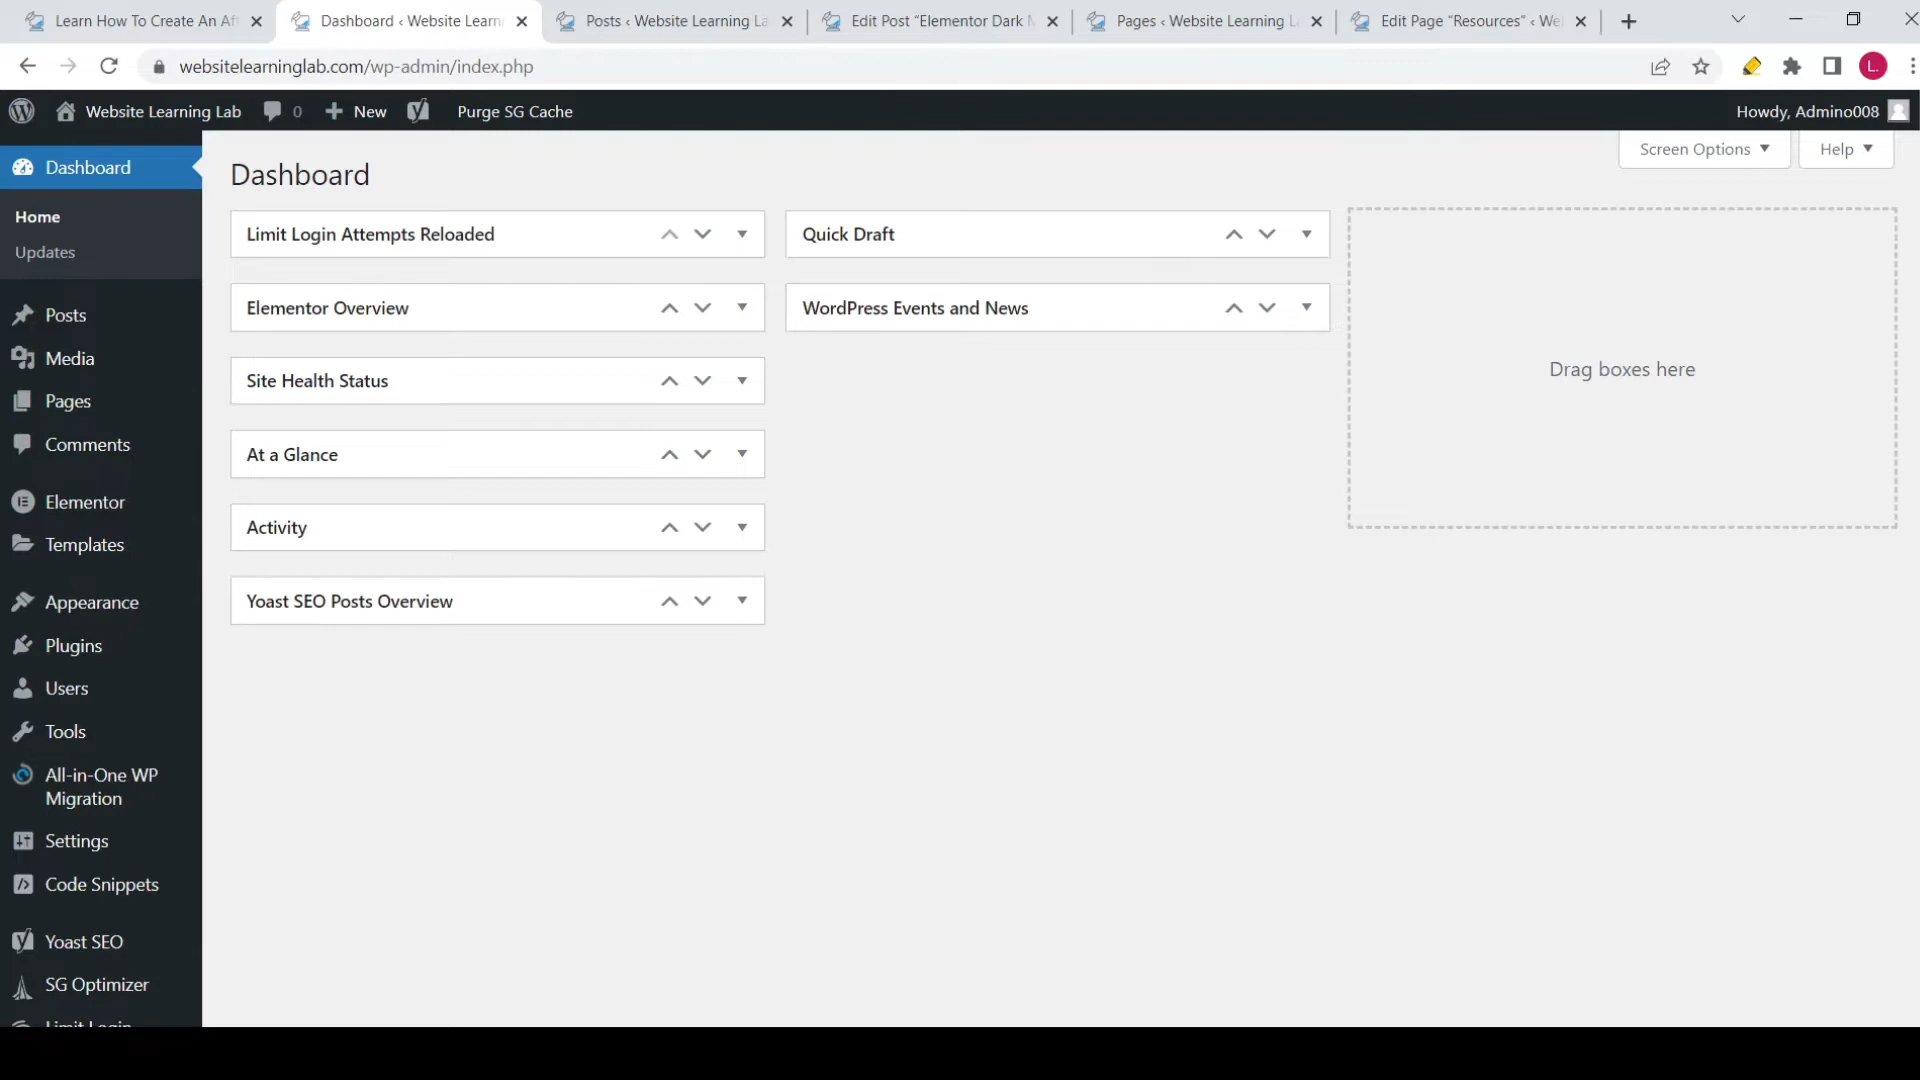 Learn How To Create An Af
Dashboard ‹ Website Learn
Posts ‹ Website Learning La
Edit Post “Elementor Dark M
Pages ‹ Website Learning L
Edit Page “Resources” ‹ We
websitelearninglab.com/wp-admin/index.php
L.
Website Learning Lab
0
New
Purge SG Cache
Howdy, Admino008
Dashboard
Home
Updates
Posts
Media
Pages
Comments
Elementor
Templates
Appearance
Plugins
Users
Tools
All-in-One WP
Migration
Settings
Code Snippets
Yoast SEO
SG Optimizer
Limit Login
Screen Options
Help
Dashboard
Limit Login Attempts Reloaded
Elementor Overview
Site Health Status
At a Glance
Activity
Yoast SEO Posts Overview
Quick Draft
WordPress Events and News
Drag boxes here